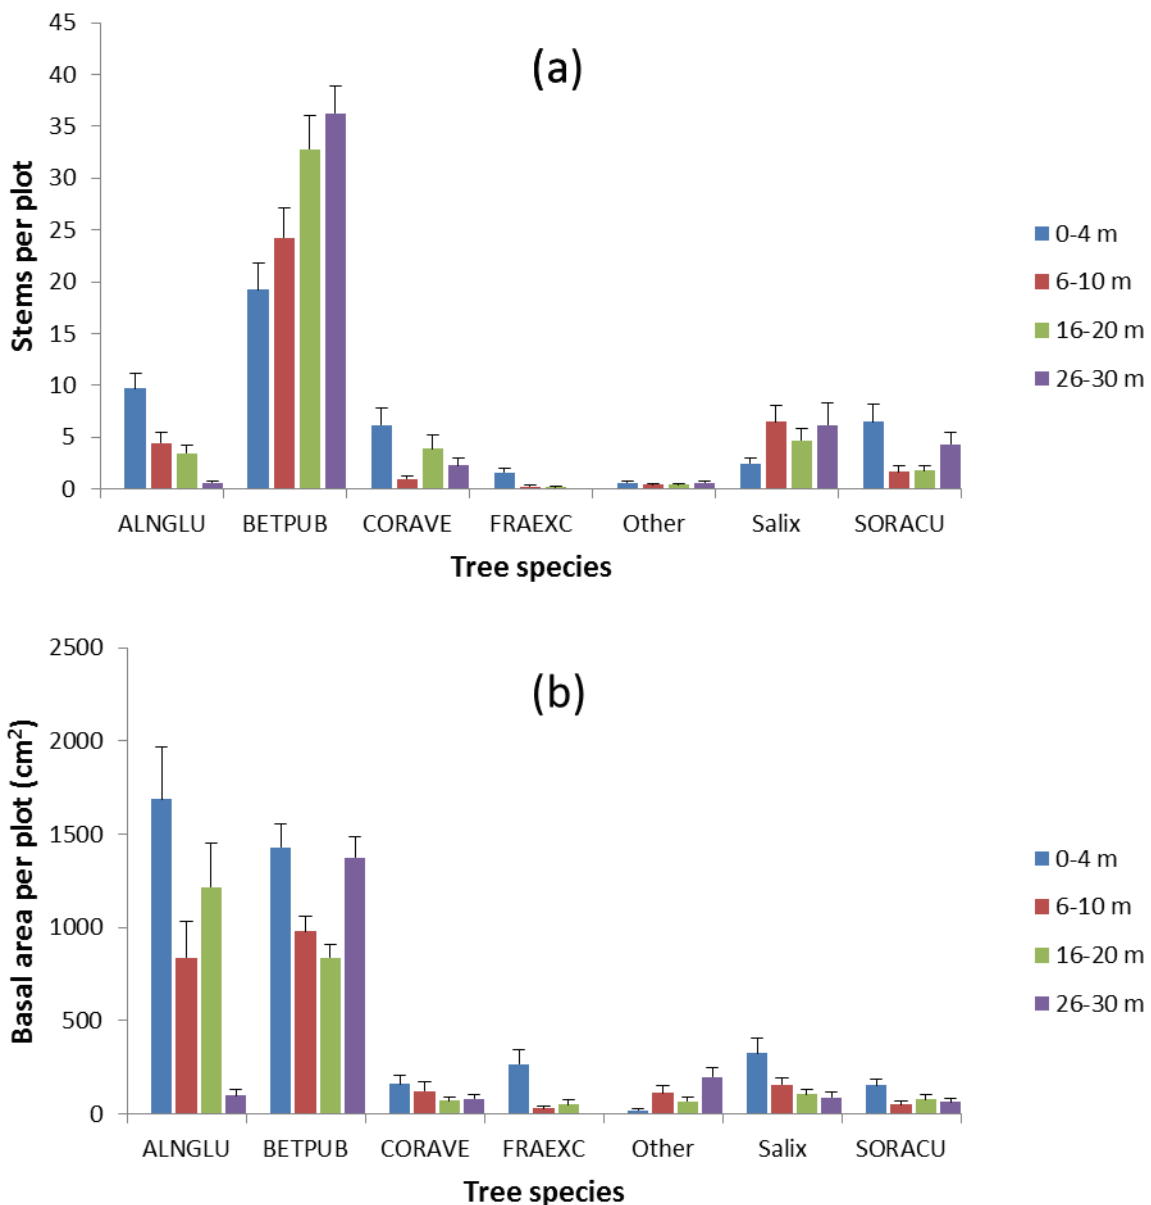 (a)
Stems per plot
45
40
35
30
25
20
15
10
5
0
ALNGLU BETPUB CORAVE FRAEXC Other Salix SORACU
Tree species
0-4 m
6-10 m
16-20 m
26-30 m
(b)
Basal area per plot (cm²)
2500
2000
1500
1000
500
0
ALNGLU BETPUB CORAVE FRAEXC Other Salix SORACU
Tree species
0-4 m
6-10 m
16-20 m
26-30 m